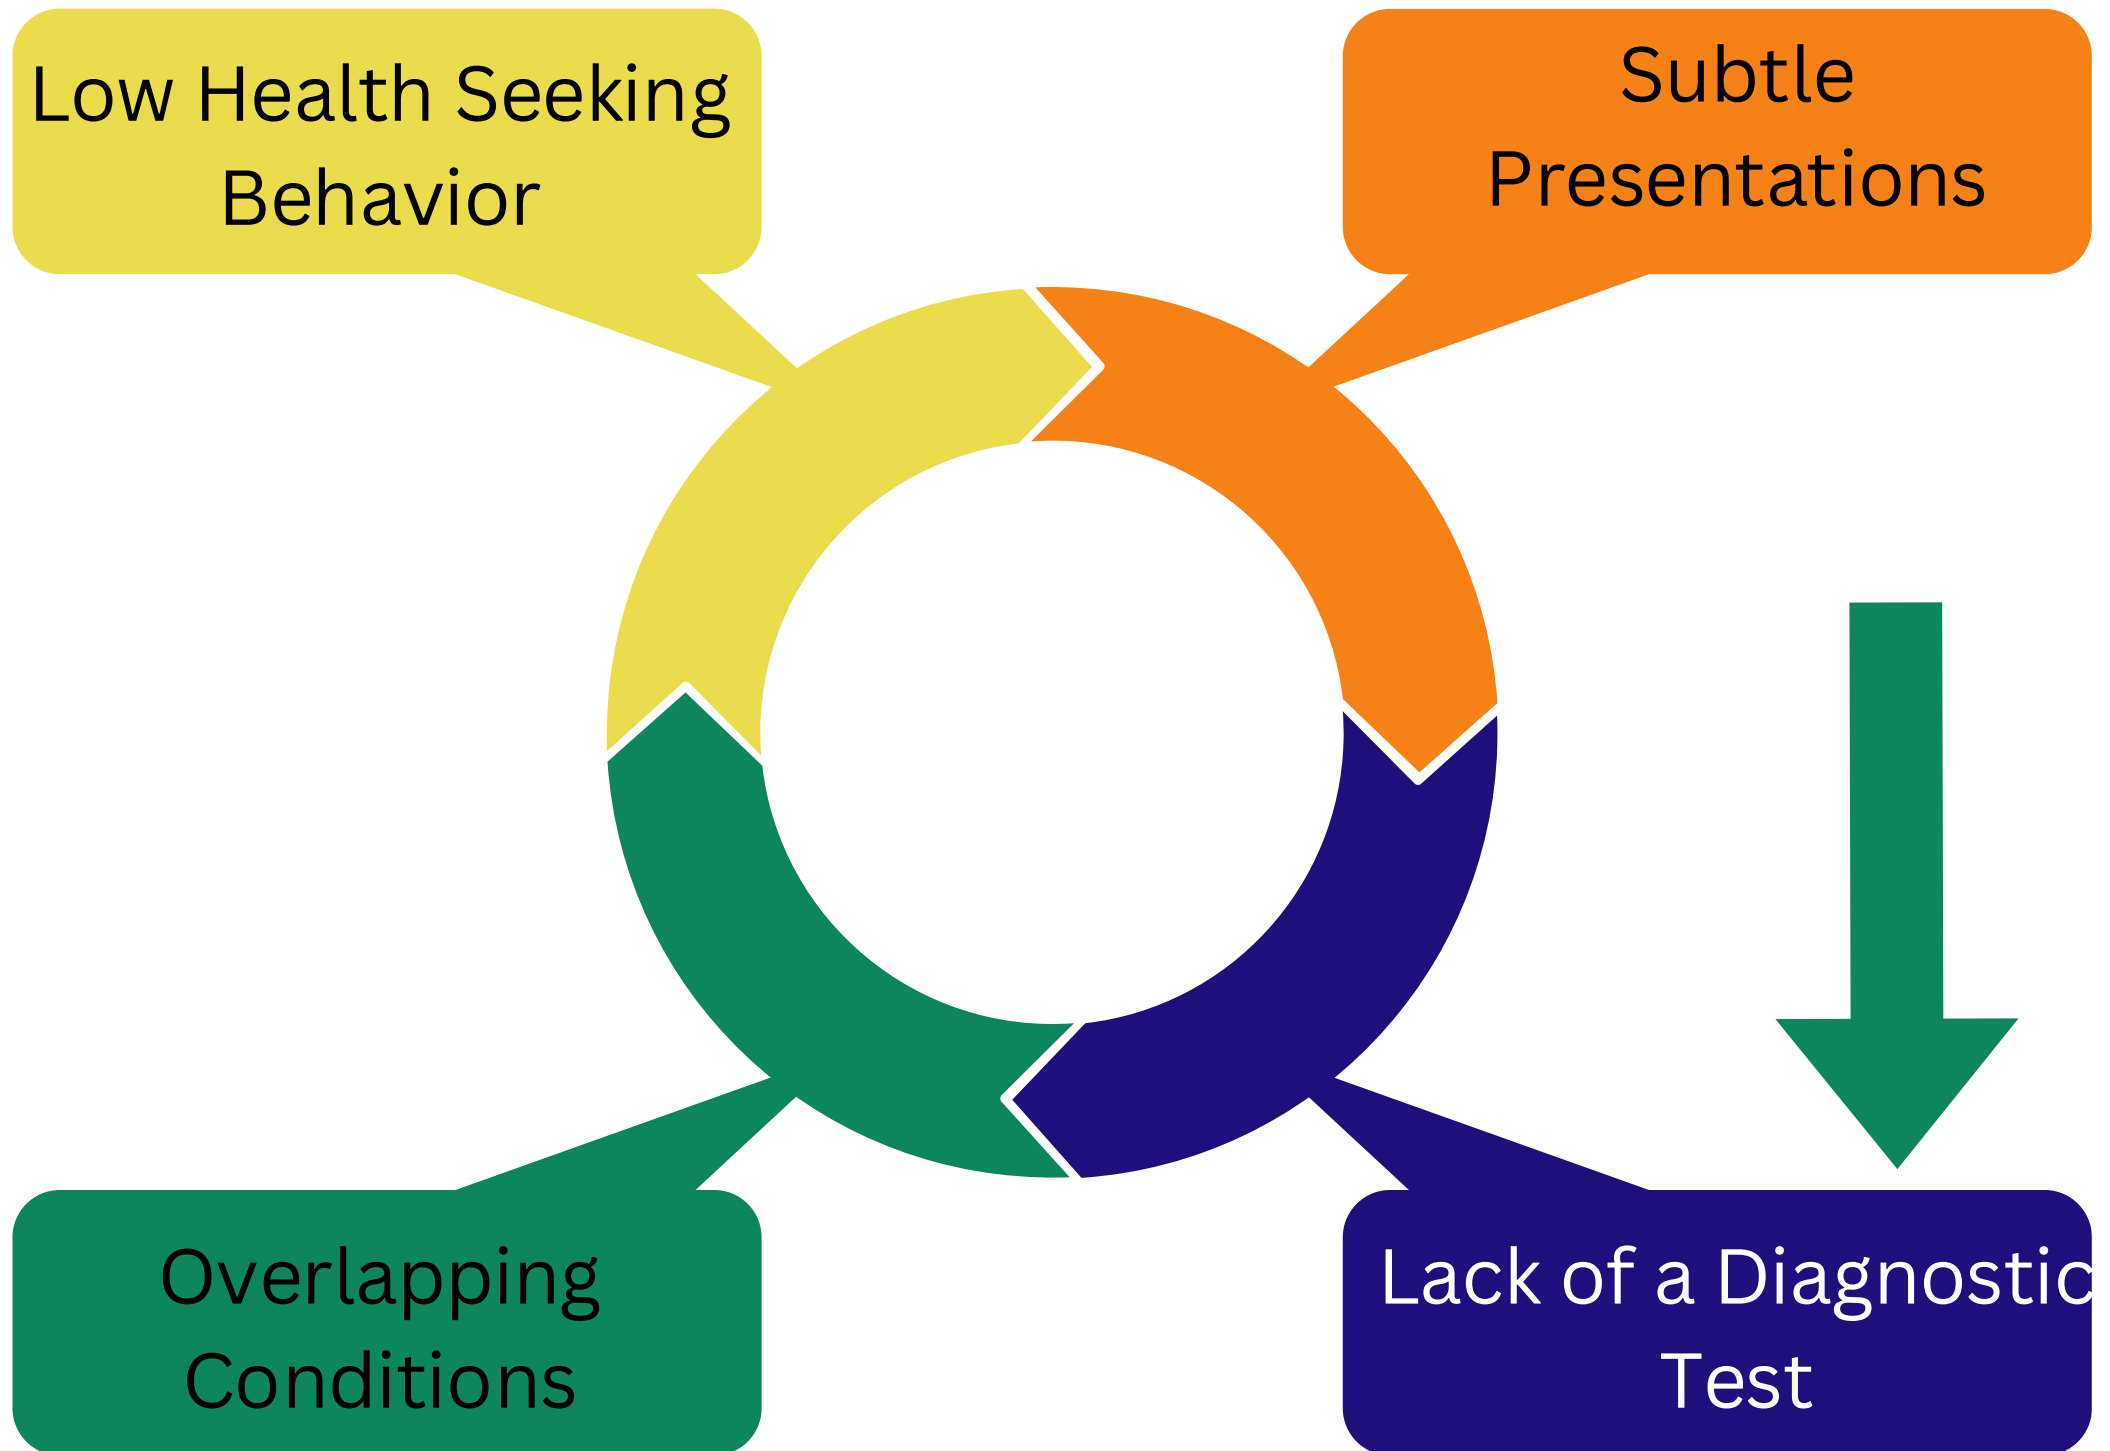 Low Health Seeking
Behavior
Subtle
Presentations
Overlapping
Conditions
Lack of a Diagnostic
Test